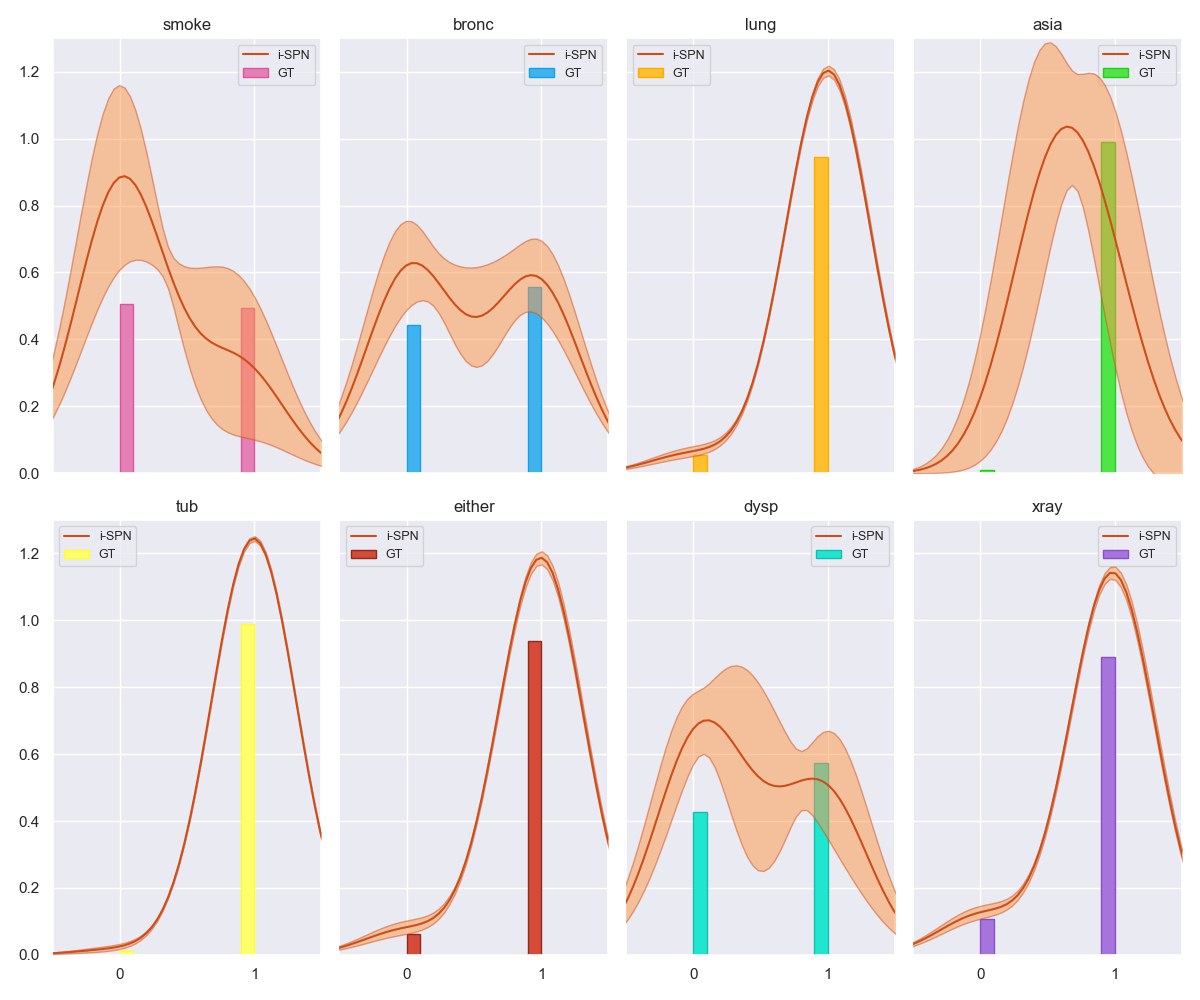 smoke
bronc
lung
asia
i-SPN
GT
i-SPN
GT
i-SPN
GT
i-SPN
GT
1.2
1.0
0.8
0.6
0.4
0.2
0.0
tub
either
dysp
xray
i-SPN
GT
i-SPN
GT
i-SPN
GT
i-SPN
GT
1.2
1.0
0.8
0.6
0.4
0.2
0.0
0 1
0 1
0 1
0 1